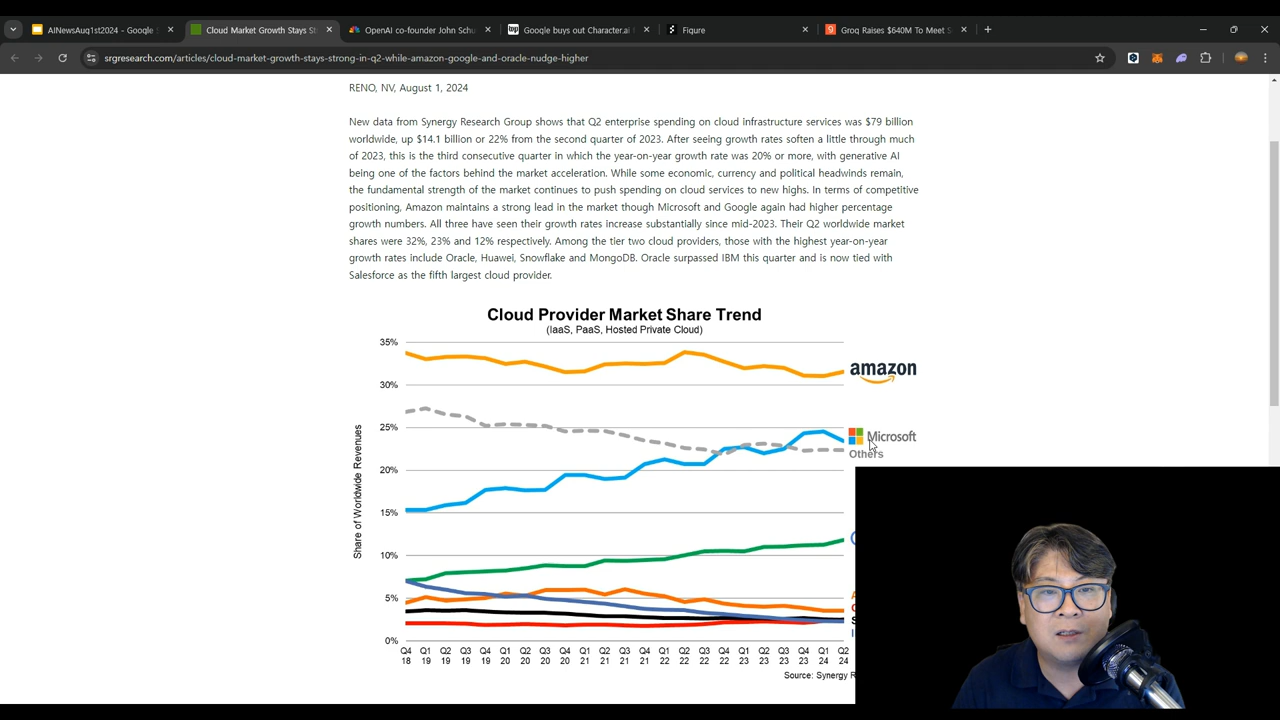 AINewsAug1st2024 - Google S
Cloud Market Growth Stays St
OpenAI co-founder John Schu
Google buys out Character.ai f
Fiqure
Groq Raises $640M To Meet S
srgresearch.com/articles/cloud-market-growth-stays-strong-in-q2-while-amazon-google-and-oracle-nudge-higher
RENO, NV, August 1, 2024
New data from Synergy Research Group shows that Q2 enterprise spending on cloud infrastructure services was $79 billion
worldwide, up $14.1 billion or 22% from the second quarter of 2023. After seeing growth rates soften a little through much
of 2023, this is the third consecutive quarter in which the year-on-year growth rate was 20% or more, with generative AI
being one of the factors behind the market acceleration. While some economic, currency and political headwinds remain,
the fundamental strength of the market continues to push spending on cloud services to new highs. In terms of competitive
positioning, Amazon maintains a strong lead in the market though Microsoft and Google again had higher percentage
growth numbers. All three have seen their growth rates increase substantially since mid-2023. Their Q2 worldwide market
shares were 32%, 23% and 12% respectively. Among the tier two cloud providers, those with the highest year-on-year
growth rates include Oracle, Huawei, Snowflake and MongoDB. Oracle surpassed IBM this quarter and is now tied with
Salesforce as the fifth largest cloud provider.
Cloud Provider Market Share Trend
(IaaS, PaaS, Hosted Private Cloud)
35%
30%
25%
20%
15%
10%
5%
0%
Share of Worldwide Revenues
amazon
Microsoft
Others
Q4 Q1 Q2 Q3 Q4 Q1 Q2 Q3 Q4 Q1 Q2 Q3 Q4 Q1 Q2 Q3 Q4 Q1 Q2 Q3 Q4 Q1 Q2
18 19 19 19 19 20 20 20 20 21 21 21 21 22 22 22 22 23 23 23 23 24 24
Source: Synergy R